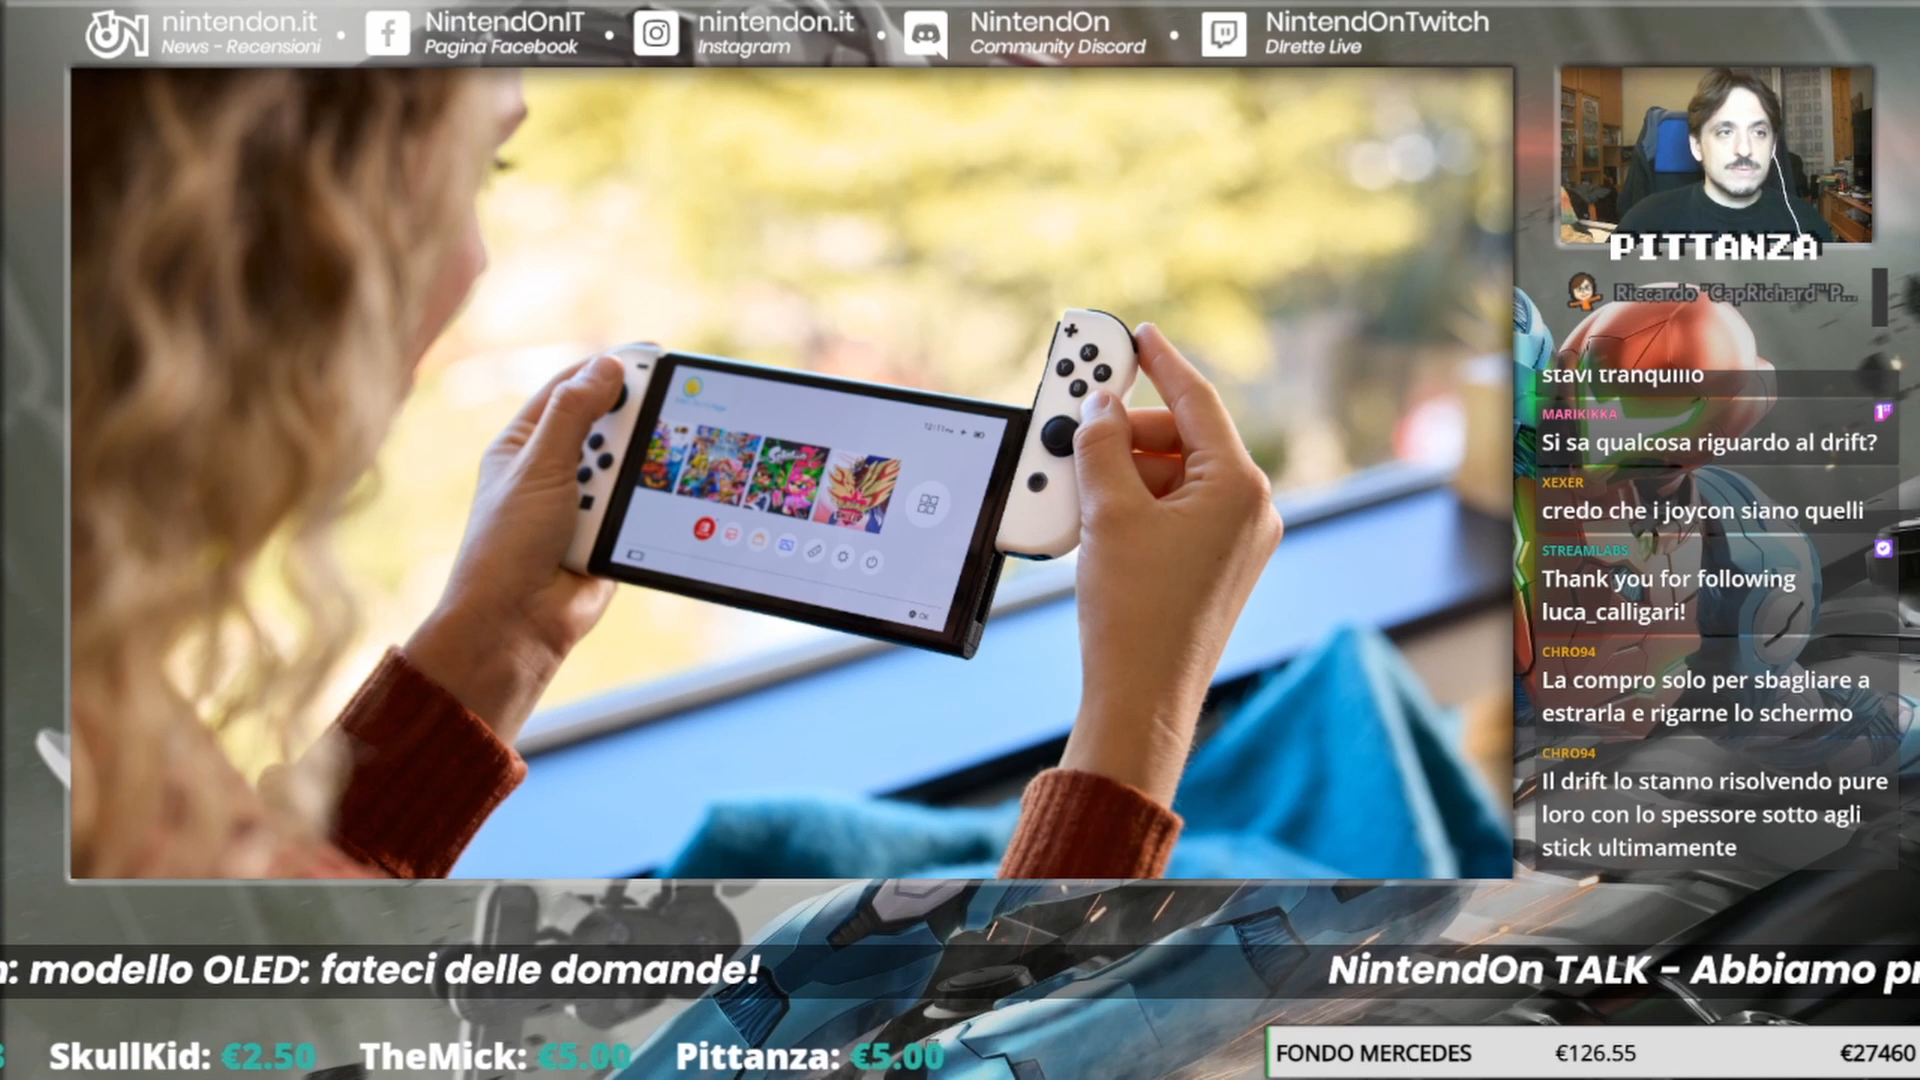 nintendon.it
News - Recensioni
NintendOnIT
Pagina Facebook
nintendon.it
Instagram
NintendOn
Community Discord
NintendOnTwitch
DIrette Live
PITTANZA
Riccardo "CapRichard" P...
stavi tranquillo
MARIKIKKA
Si sa qualcosa riguardo al drift?
XEXER
credo che i joycon siano quelli
STREAMLABS
Thank you for following
luca_calligari!
CHRO94
La compro solo per sbagliare a
estrarla e rigarne lo schermo
CHRO94
Il drift lo stanno risolvendo pure
loro con lo spessore sotto agli
stick ultimamente
X
Y
A
B
: modello OLED: fateci delle domande!
NintendOn TALK - Abbiamo pr
SkullKid: €2.50
TheMick: €5.00
Pittanza: €5.00
FONDO MERCEDES
€126.55
€27460